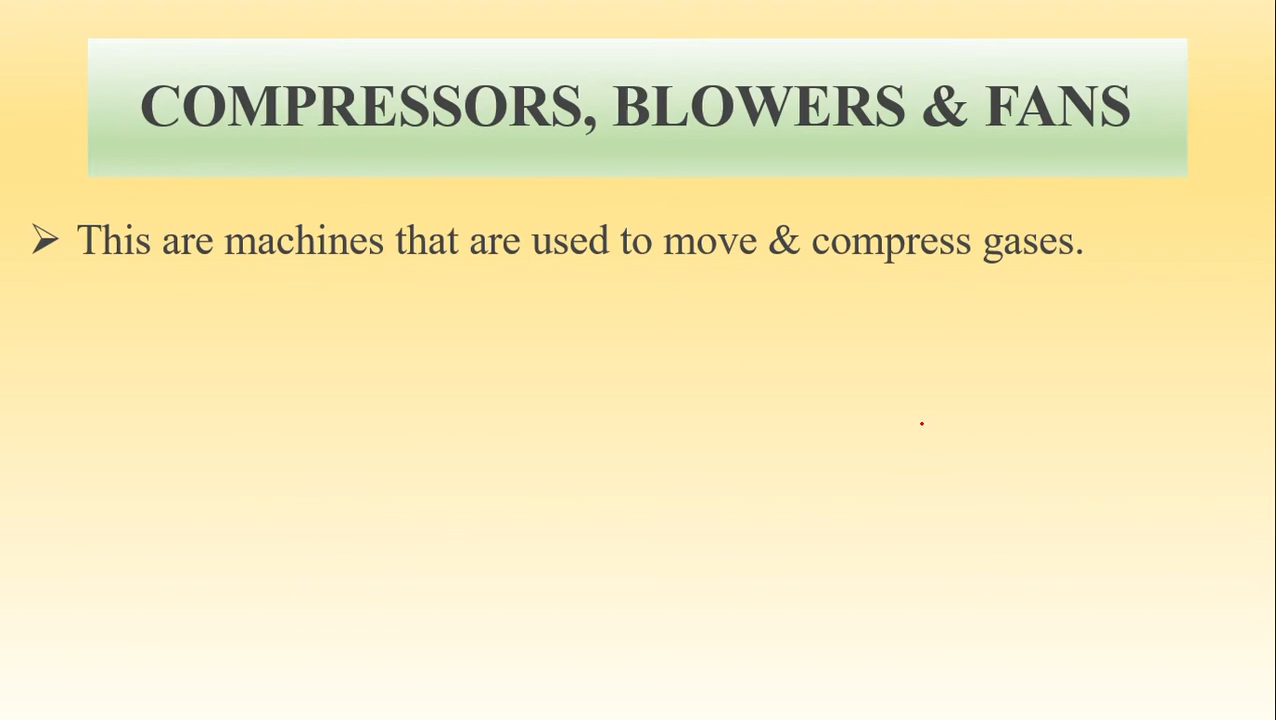 COMPRESSORS, BLOWERS & FANS
➢ This are machines that are used to move & compress gases.